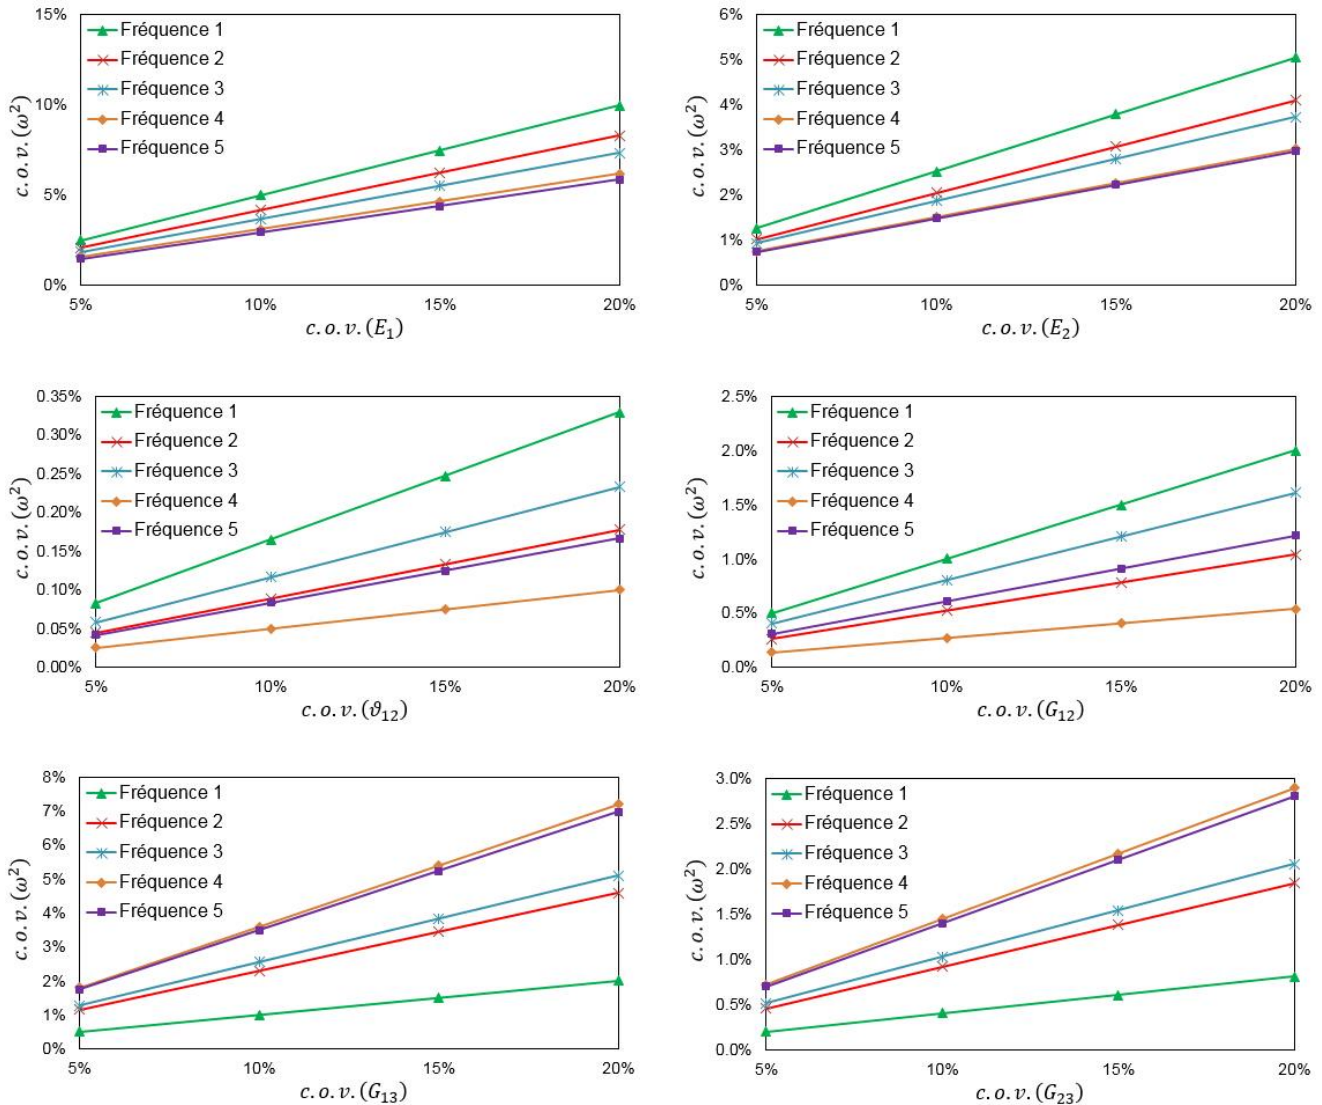 15%
10%
5%
0%
c.o.v.(ω²)
Fréquence 1
Fréquence 2
Fréquence 3
Fréquence 4
Fréquence 5
5%
10%
15%
20%
c.o.v.(E₁)
6%
5%
4%
3%
2%
1%
0%
c.o.v.(ω²)
Fréquence 1
Fréquence 2
Fréquence 3
Fréquence 4
Fréquence 5
5%
10%
15%
20%
c.o.v.(E₂)
0.35%
0.30%
0.25%
0.20%
0.15%
0.10%
0.05%
0.00%
c.o.v.(ω²)
Fréquence 1
Fréquence 2
Fréquence 3
Fréquence 4
Fréquence 5
5%
10%
15%
20%
c.o.v.(ϑ₁₂)
2.5%
2.0%
1.5%
1.0%
0.5%
0.0%
c.o.v.(ω²)
Fréquence 1
Fréquence 2
Fréquence 3
Fréquence 4
Fréquence 5
5%
10%
15%
20%
c.o.v.(G₁₂)
8%
7%
6%
5%
4%
3%
2%
1%
0%
c.o.v.(ω²)
Fréquence 1
Fréquence 2
Fréquence 3
Fréquence 4
Fréquence 5
5%
10%
15%
20%
c.o.v.(G₁₃)
3.0%
2.5%
2.0%
1.5%
1.0%
0.5%
0.0%
c.o.v.(ω²)
Fréquence 1
Fréquence 2
Fréquence 3
Fréquence 4
Fréquence 5
5%
10%
15%
20%
c.o.v.(G₂₃)